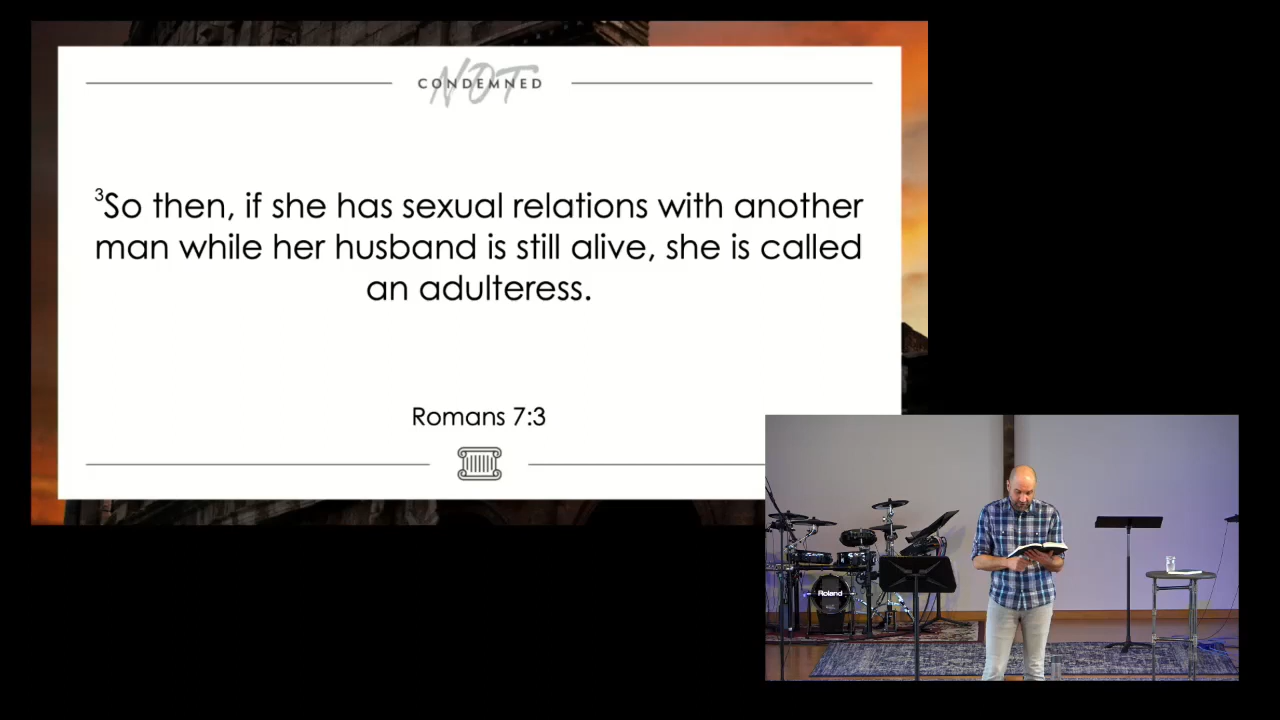 NOT
CONDEMNED
³So then, if she has sexual relations with another
man while her husband is still alive, she is called
an adulteress.
Romans 7:3
Roland